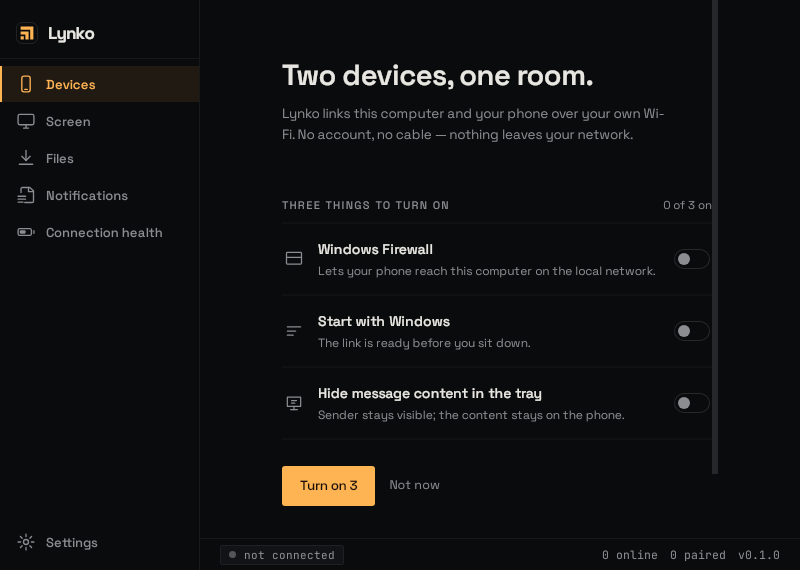 Lynko
Devices
Screen
Files
Notifications
Connection health
Settings
Two devices, one room.
Lynko links this computer and your phone over your own Wi-
Fi. No account, no cable — nothing leaves your network.
THREE THINGS TO TURN ON
0 of 3 on
Windows Firewall
Lets your phone reach this computer on the local network.
Start with Windows
The link is ready before you sit down.
Hide message content in the tray
Sender stays visible; the content stays on the phone.
Turn on 3
Not now
not connected
0 online 0 paired v0.1.0